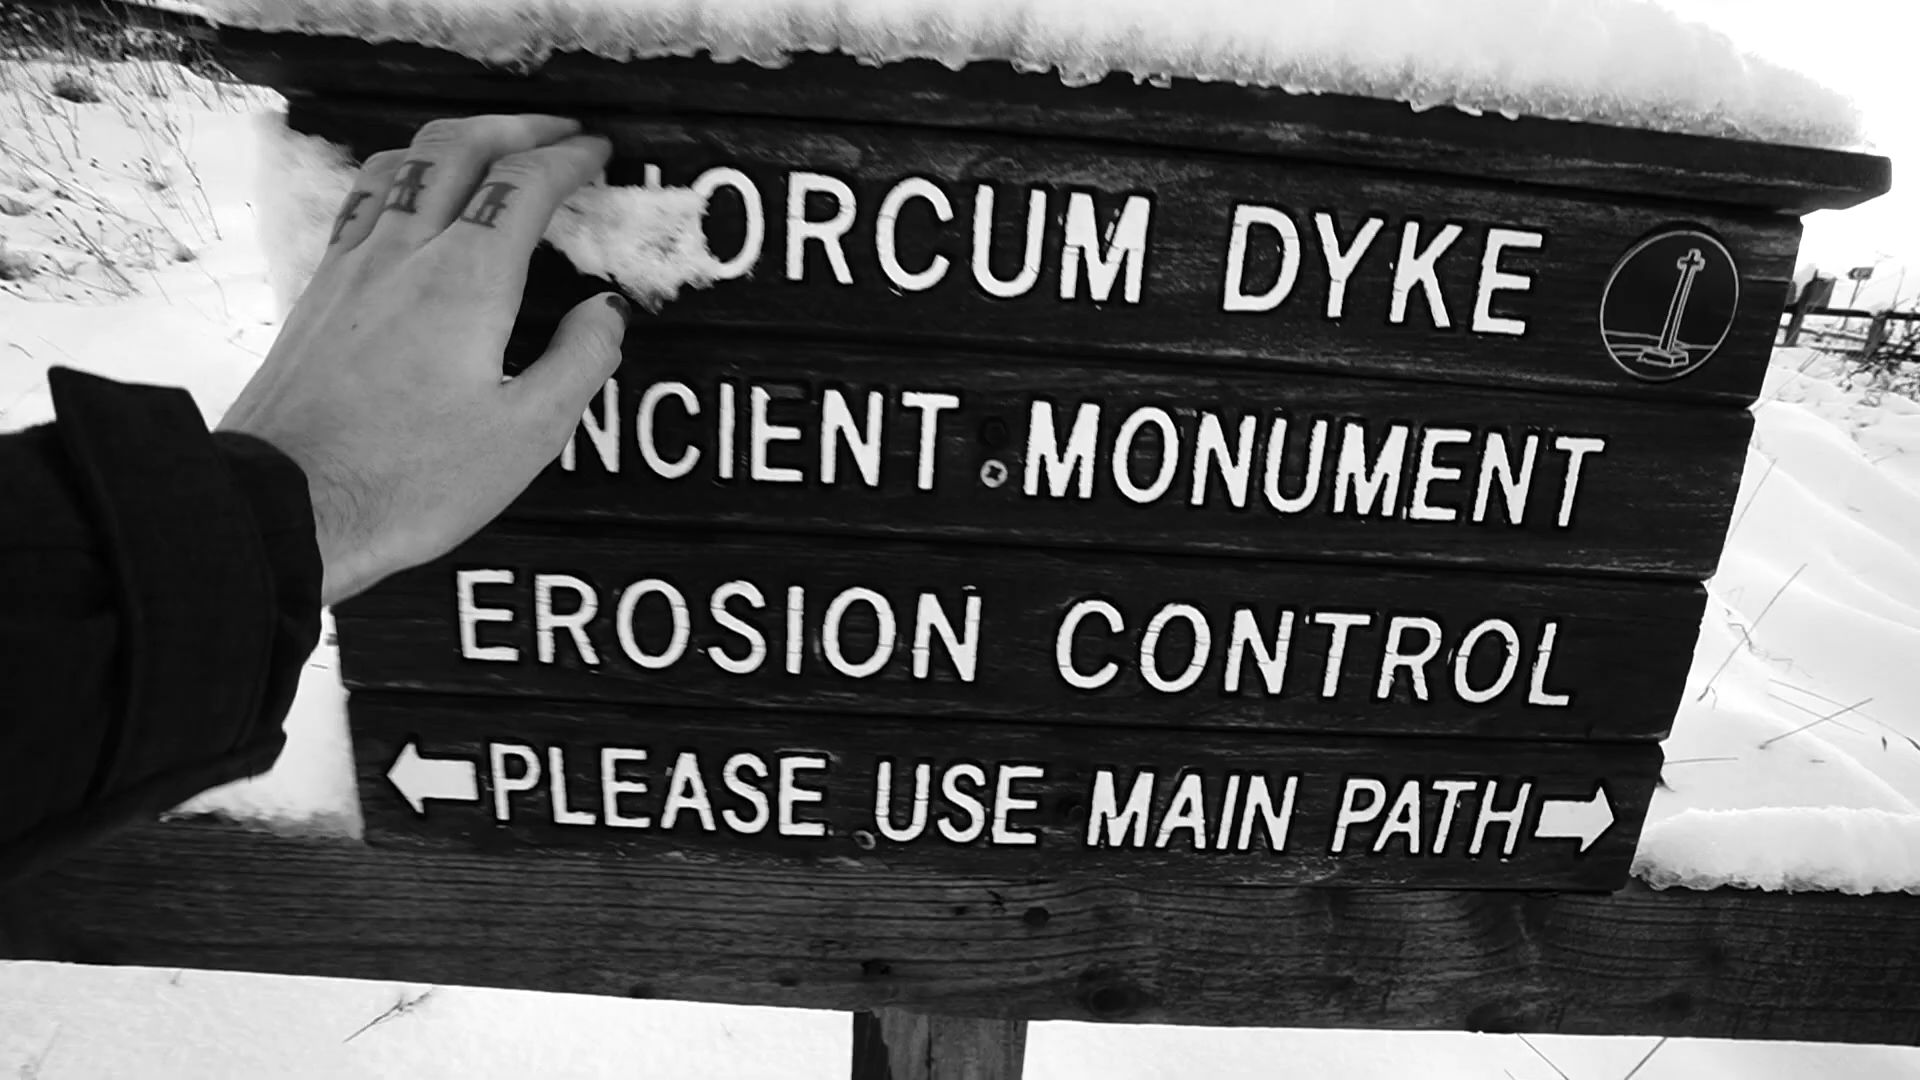 ORCUM DYKE
NCIENT MONUMENT
EROSION CONTROL
PLEASE USE MAIN PATH